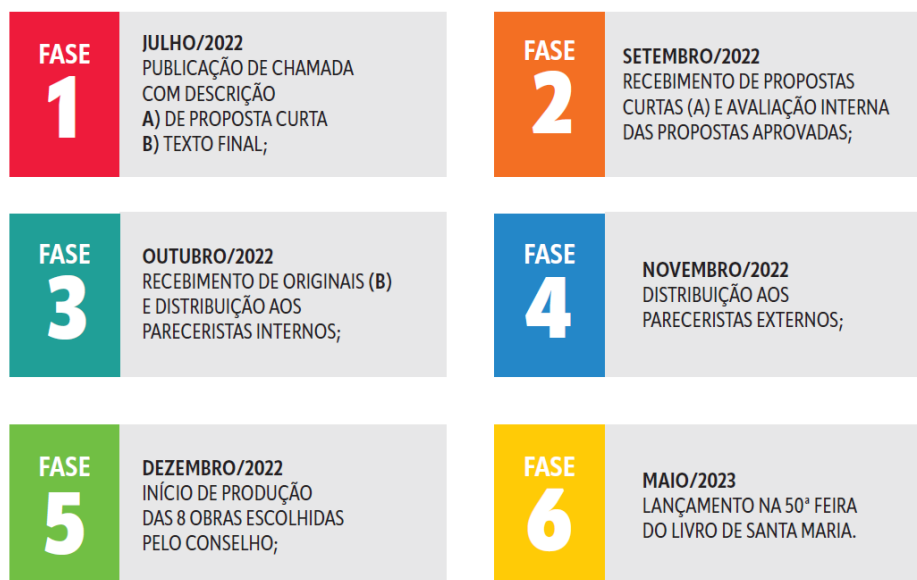 FASE
1
JULHO/2022
PUBLICAÇÃO DE CHAMADA
COM DESCRIÇÃO
A) DE PROPOSTA CURTA
B) TEXTO FINAL;
FASE
2
SETEMBRO/2022
RECEBIMENTO DE PROPOSTAS
CURTAS (A) E AVALIAÇÃO INTERNA
DAS PROPOSTAS APROVADAS;
FASE
3
OUTUBRO/2022
RECEBIMENTO DE ORIGINAIS (B)
E DISTRIBUIÇÃO AOS
PARECERISTAS INTERNOS;
FASE
4
NOVEMBRO/2022
DISTRIBUIÇÃO AOS
PARECERISTAS EXTERNOS;
FASE
5
DEZEMBRO/2022
INÍCIO DE PRODUÇÃO
DAS 8 OBRAS ESCOLHIDAS
PELO CONSELHO;
FASE
6
MAIO/2023
LANÇAMENTO NA 50ª FEIRA
DO LIVRO DE SANTA MARIA.